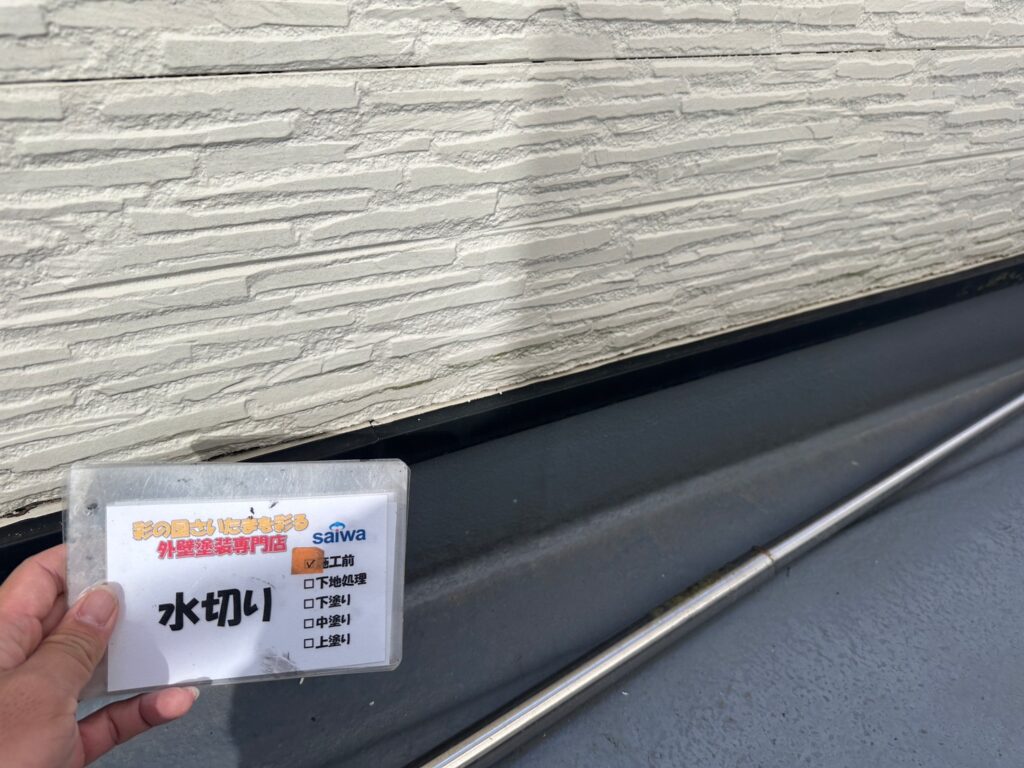 彩の国さいたまを彩る
外壁塗装専門店
saiwa
水切り
☑施工前
□下地処理
□下塗り
□中塗り
□上塗り